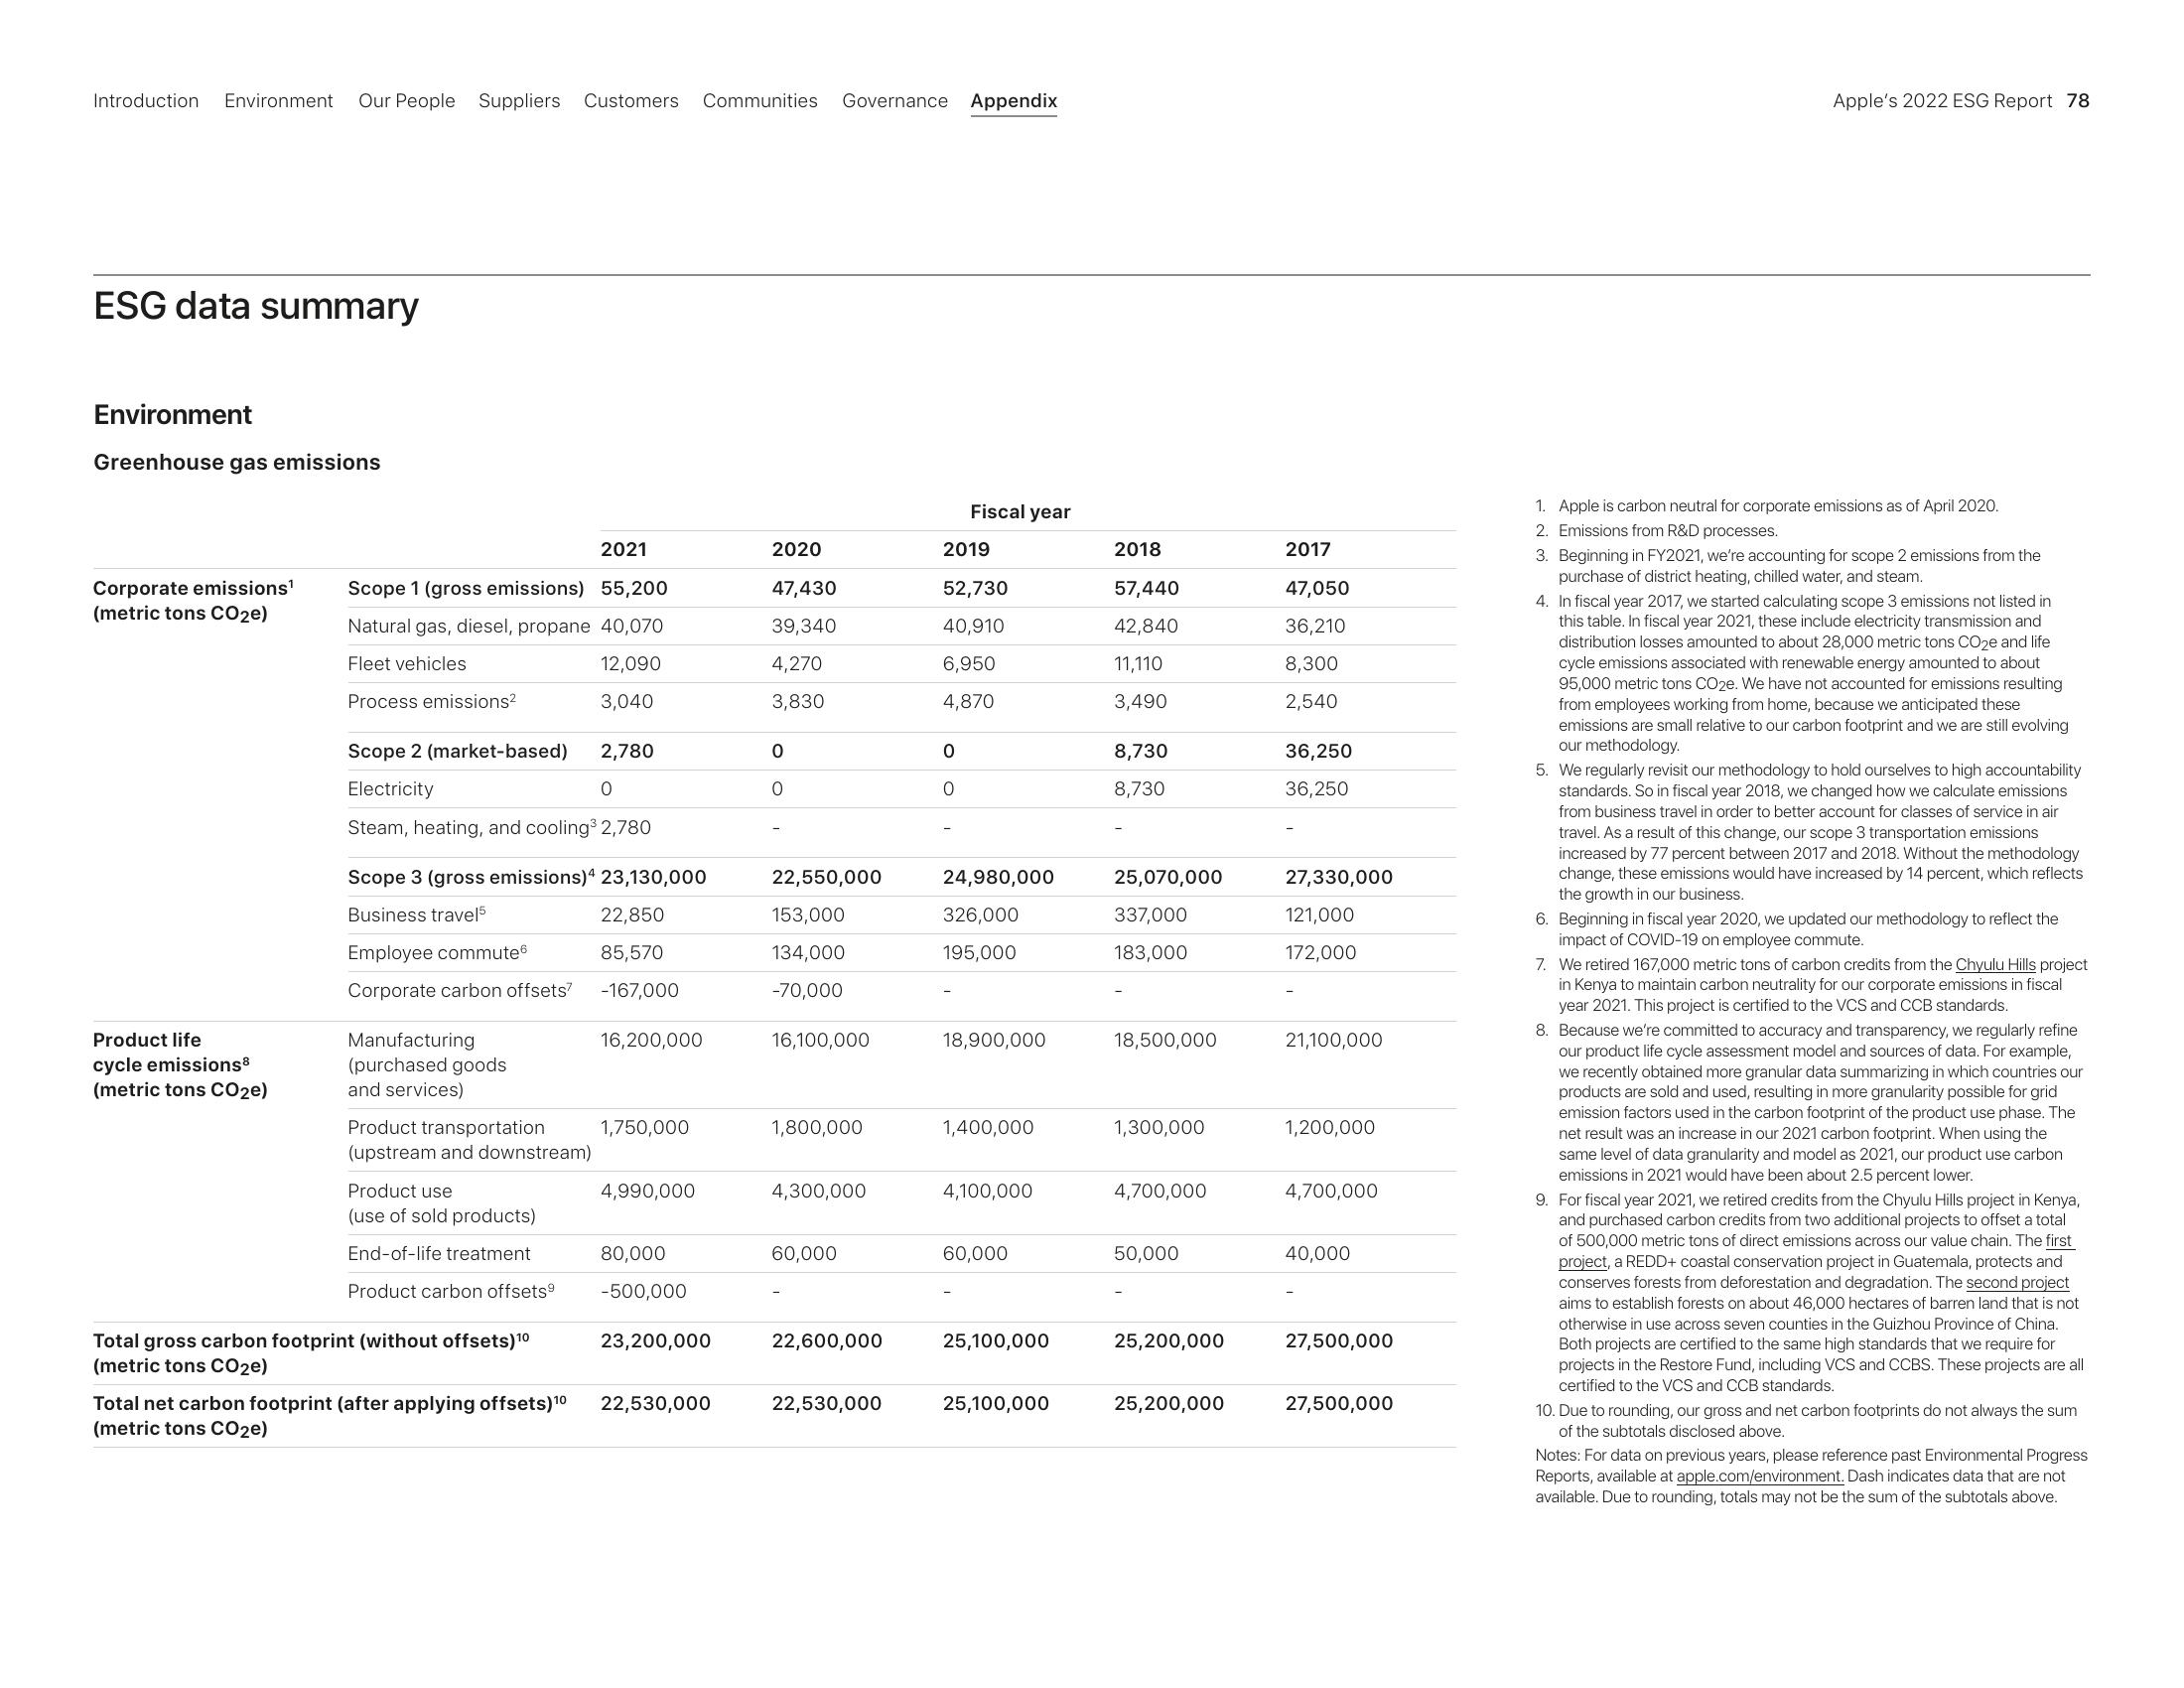 Introduction Environment Our People Suppliers Customers Communities Governance Appendix Apple's 2022 ESG Report 78
ESG data summary
Environment
Greenhouse gas emissions
Fiscal year
2021 2020 2019 2018 2017
Corporate emissions¹ Scope 1 (gross emissions) 55,200 47,430 52,730 57,440 47,050
(metric tons CO2e)
Natural gas, diesel, propane 40,070 39,340 40,910 42,840 36,210
Fleet vehicles 12,090 4,270 6,950 11,110 8,300
Process emissions² 3,040 3,830 4,870 3,490 2,540
Scope 2 (market-based) 2,780 0 0 8,730 36,250
Electricity 0 0 0 8,730 36,250
Steam, heating, and cooling³ 2,780 - - - -
Scope 3 (gross emissions)⁴ 23,130,000 22,550,000 24,980,000 25,070,000 27,330,000
Business travel⁵ 22,850 153,000 326,000 337,000 121,000
Employee commute⁶ 85,570 134,000 195,000 183,000 172,000
Corporate carbon offsets⁷ -167,000 -70,000 - - -
Product life Manufacturing 16,200,000 16,100,000 18,900,000 18,500,000 21,100,000
cycle emissions⁸ (purchased goods
(metric tons CO2e) and services)
Product transportation 1,750,000 1,800,000 1,400,000 1,300,000 1,200,000
(upstream and downstream)
Product use 4,990,000 4,300,000 4,100,000 4,700,000 4,700,000
(use of sold products)
End-of-life treatment 80,000 60,000 60,000 50,000 40,000
Product carbon offsets⁹ -500,000 - - - -
Total gross carbon footprint (without offsets)¹⁰ 23,200,000 22,600,000 25,100,000 25,200,000 27,500,000
(metric tons CO2e)
Total net carbon footprint (after applying offsets)¹⁰ 22,530,000 22,530,000 25,100,000 25,200,000 27,500,000
(metric tons CO2e)
1. Apple is carbon neutral for corporate emissions as of April 2020.
2. Emissions from R&D processes.
3. Beginning in FY2021, we're accounting for scope 2 emissions from the
purchase of district heating, chilled water, and steam.
4. In fiscal year 2017, we started calculating scope 3 emissions not listed in
this table. In fiscal year 2021, these include electricity transmission and
distribution losses amounted to about 28,000 metric tons CO2e and life
cycle emissions associated with renewable energy amounted to about
95,000 metric tons CO2e. We have not accounted for emissions resulting
from employees working from home, because we anticipated these
emissions are small relative to our carbon footprint and we are still evolving
our methodology.
5. We regularly revisit our methodology to hold ourselves to high accountability
standards. So in fiscal year 2018, we changed how we calculate emissions
from business travel in order to better account for classes of service in air
travel. As a result of this change, our scope 3 transportation emissions
increased by 77 percent between 2017 and 2018. Without the methodology
change, these emissions would have increased by 14 percent, which reflects
the growth in our business.
6. Beginning in fiscal year 2020, we updated our methodology to reflect the
impact of COVID-19 on employee commute.
7. We retired 167,000 metric tons of carbon credits from the Chyulu Hills project
in Kenya to maintain carbon neutrality for our corporate emissions in fiscal
year 2021. This project is certified to the VCS and CCB standards.
8. Because we're committed to accuracy and transparency, we regularly refine
our product life cycle assessment model and sources of data. For example,
we recently obtained more granular data summarizing in which countries our
products are sold and used, resulting in more granularity possible for grid
emission factors used in the carbon footprint of the product use phase. The
net result was an increase in our 2021 carbon footprint. When using the
same level of data granularity and model as 2021, our product use carbon
emissions in 2021 would have been about 2.5 percent lower.
9. For fiscal year 2021, we retired credits from the Chyulu Hills project in Kenya,
and purchased carbon credits from two additional projects to offset a total
of 500,000 metric tons of direct emissions across our value chain. The first
project, a REDD+ coastal conservation project in Guatemala, protects and
conserves forests from deforestation and degradation. The second project
aims to establish forests on about 46,000 hectares of barren land that is not
otherwise in use across seven counties in the Guizhou Province of China.
Both projects are certified to the same high standards that we require for
projects in the Restore Fund, including VCS and CCBS. These projects are all
certified to the VCS and CCB standards.
10. Due to rounding, our gross and net carbon footprints do not always the sum
of the subtotals disclosed above.
Notes: For data on previous years, please reference past Environmental Progress
Reports, available at apple.com/environment. Dash indicates data that are not
available. Due to rounding, totals may not be the sum of the subtotals above.